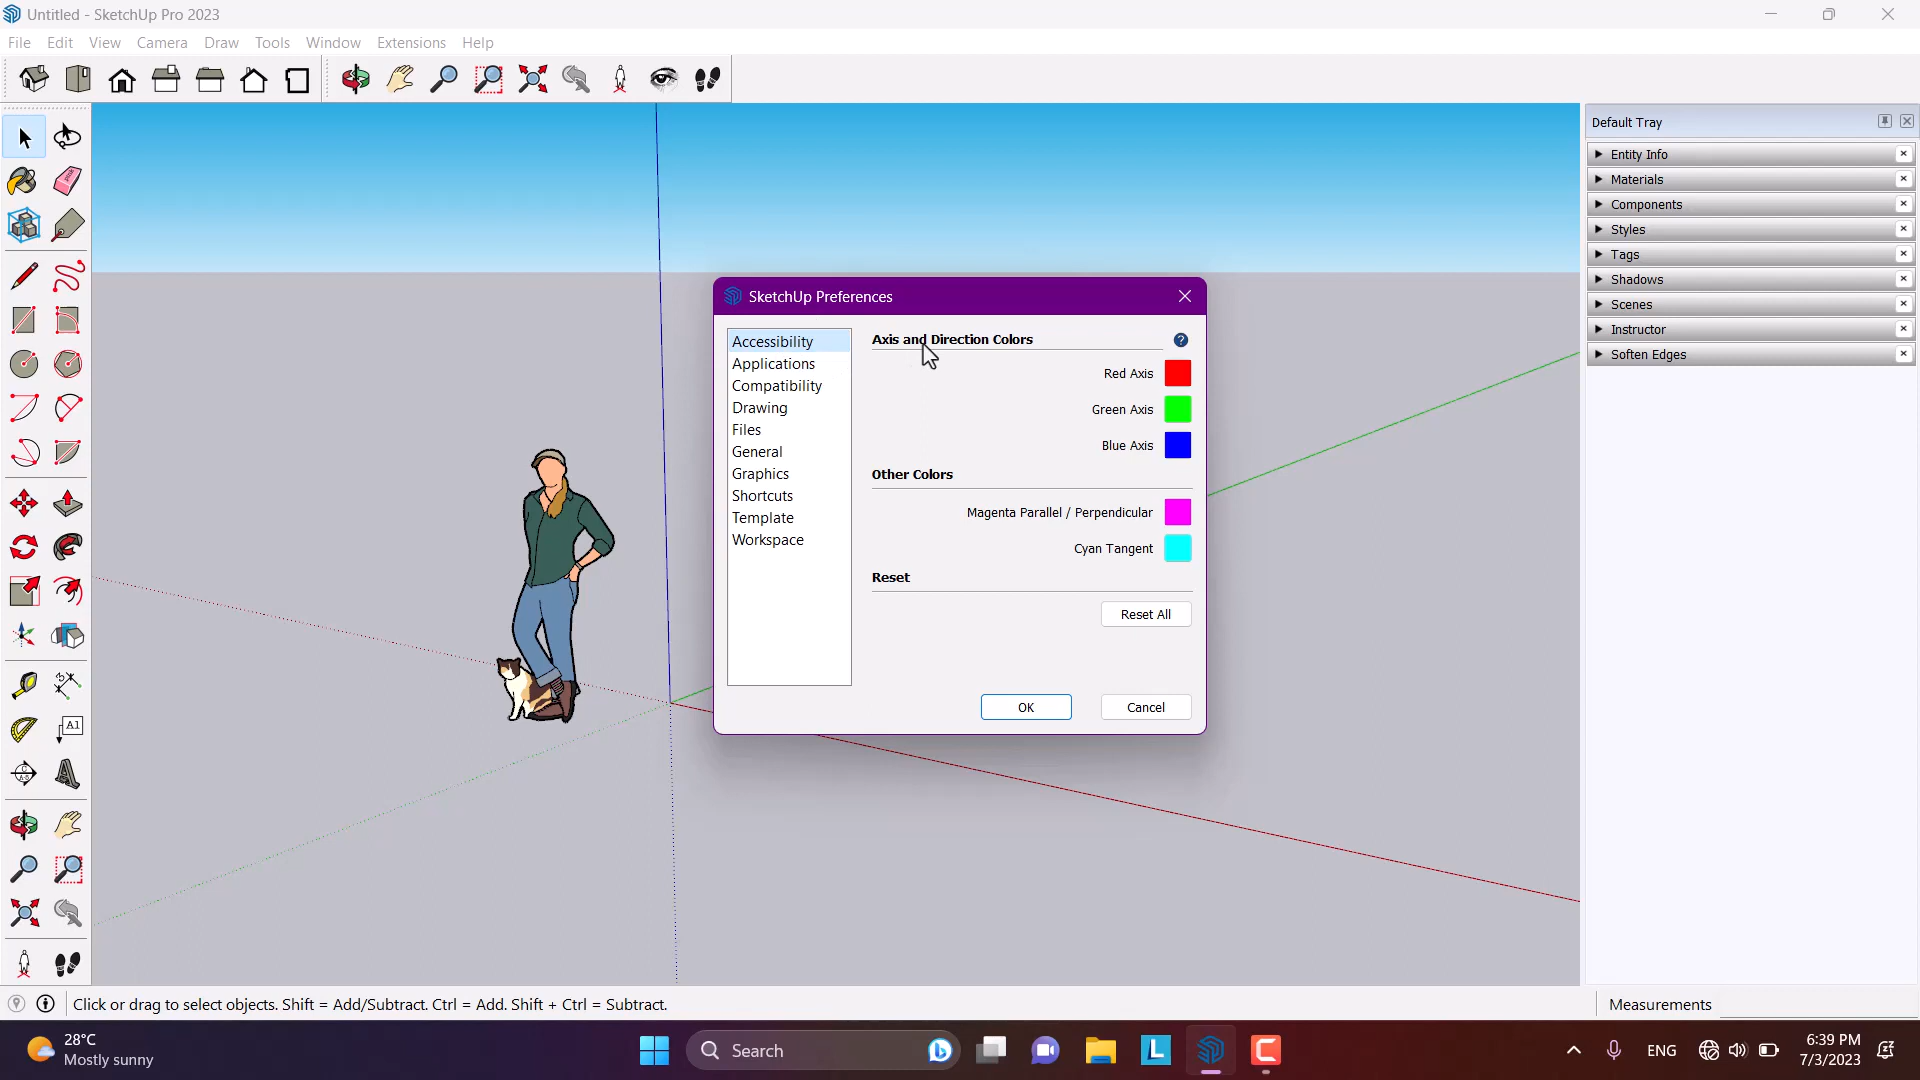 Untitled - SketchUp Pro 2023
File Edit View Camera Draw Tools Window Extensions Help
Default Tray
Entity Info
Materials
Components
Styles
Tags
Shadows
Scenes
Instructor
Soften Edges
SketchUp Preferences
Accessibility
Applications
Compatibility
Drawing
Files
General
Graphics
Shortcuts
Template
Workspace
Axis and Direction Colors
Red Axis
Green Axis
Blue Axis
Other Colors
Magenta Parallel / Perpendicular
Cyan Tangent
Reset
Reset All
OK Cancel
A1
Click or drag to select objects. Shift = Add/Subtract. Ctrl = Add. Shift + Ctrl = Subtract.
Measurements
28°C
Mostly sunny
Search
ENG
6:39 PM
7/3/2023